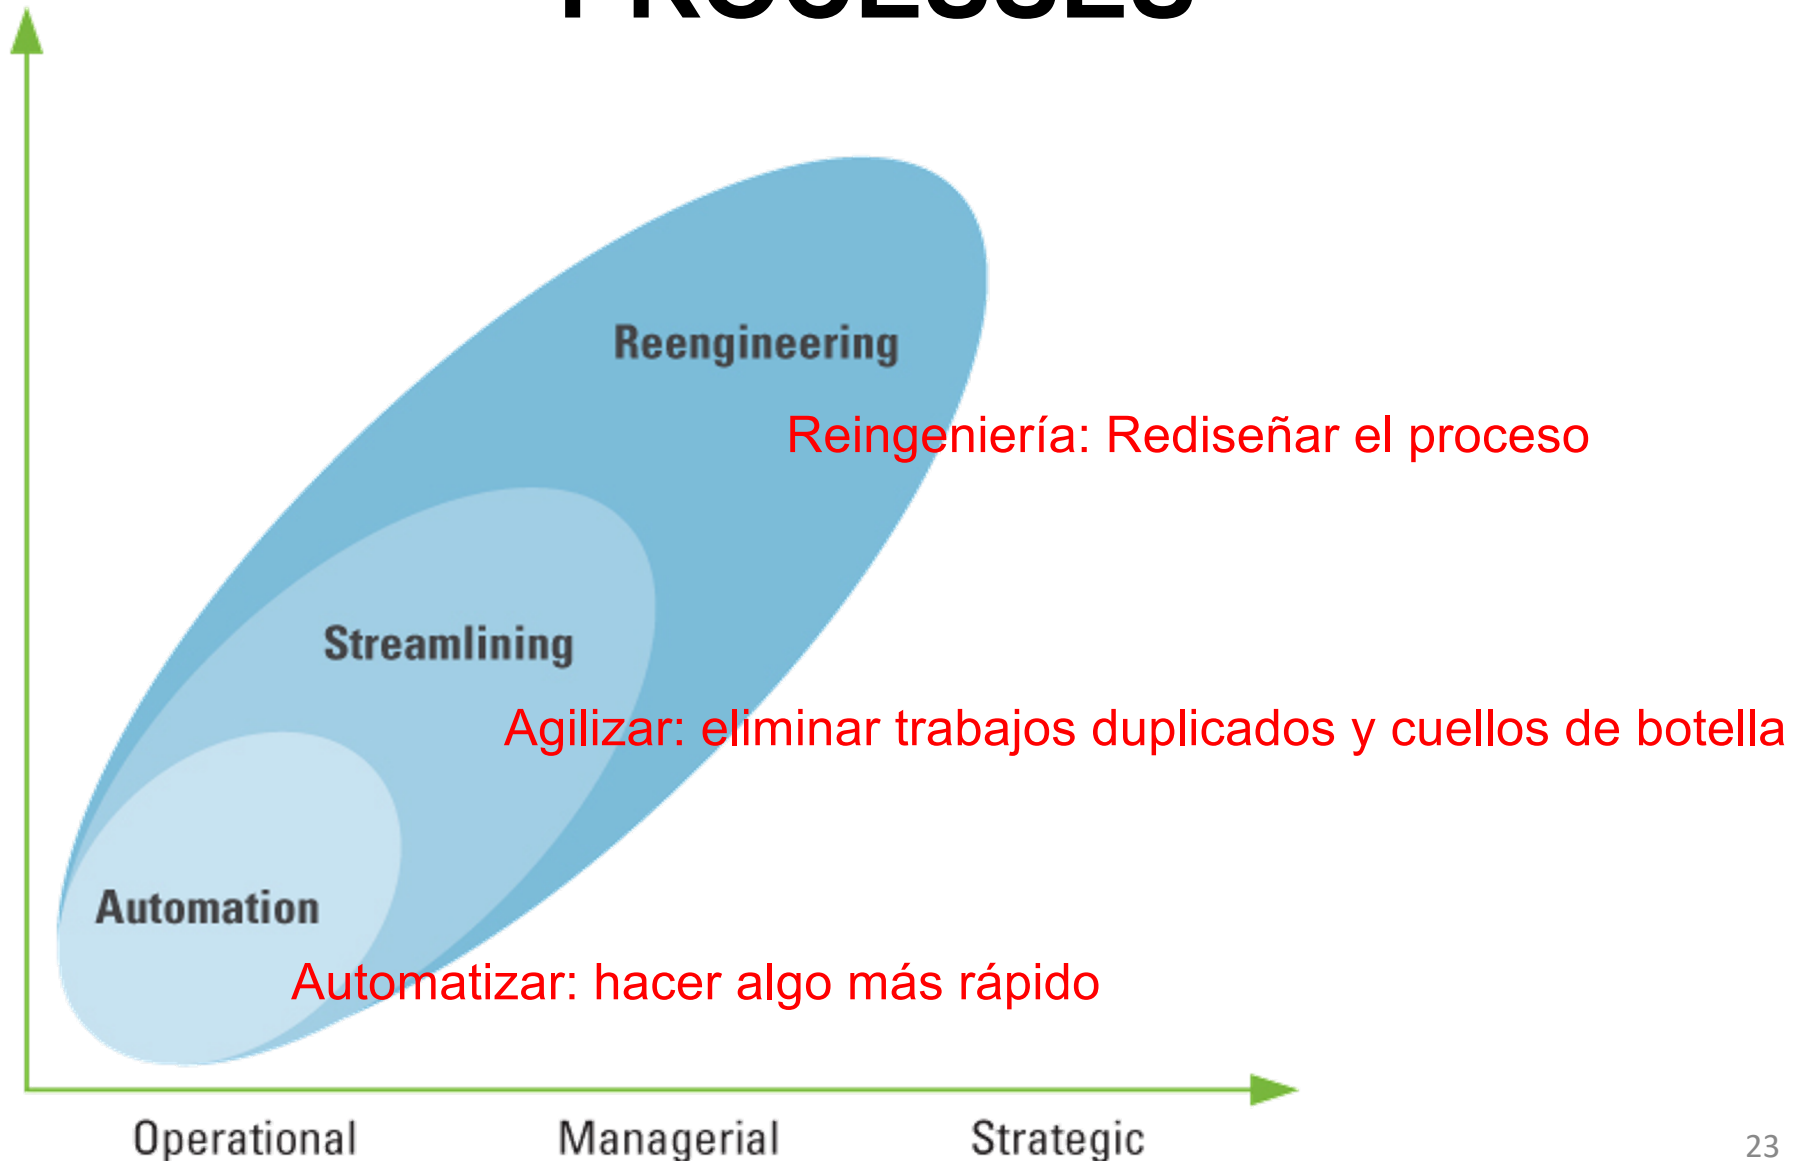 PROCESSES
Reengineering
Reingeniería: Rediseñar el proceso
Streamlining
Agilizar: eliminar trabajos duplicados y cuellos de botella
Automation
Automatizar: hacer algo más rápido
Operational Managerial Strategic
23